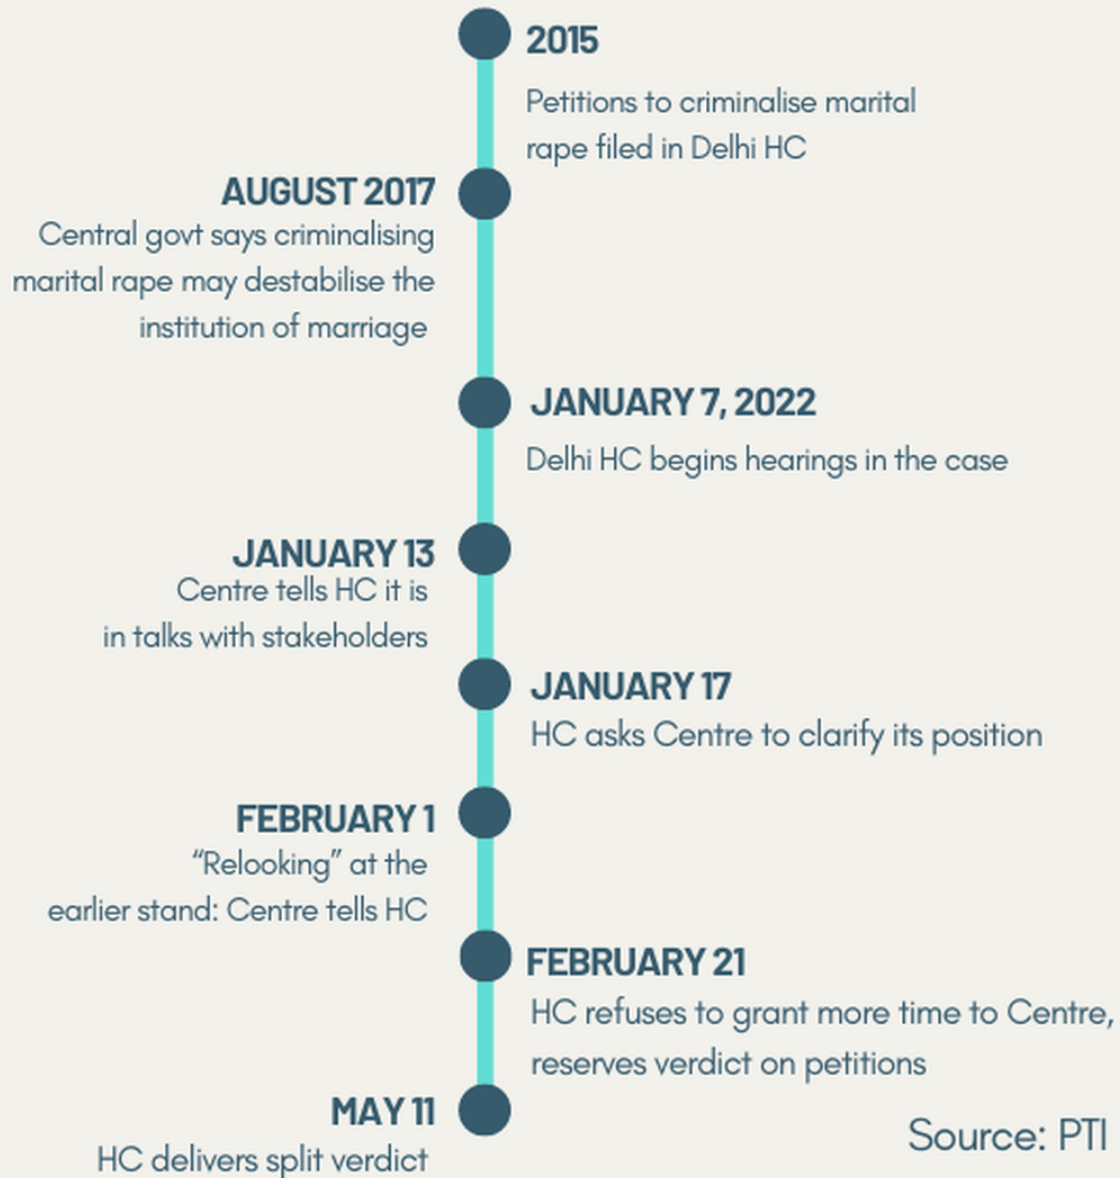 2015
Petitions to criminalise marital
rape filed in Delhi HC
AUGUST 2017
Central govt says criminalising
marital rape may destabilise the
institution of marriage
JANUARY 7, 2022
Delhi HC begins hearings in the case
JANUARY 13
Centre tells HC it is
in talks with stakeholders
JANUARY 17
HC asks Centre to clarify its position
FEBRUARY 1
“Relooking” at the
earlier stand: Centre tells HC
FEBRUARY 21
HC refuses to grant more time to Centre,
reserves verdict on petitions
MAY 11
HC delivers split verdict
Source: PTI